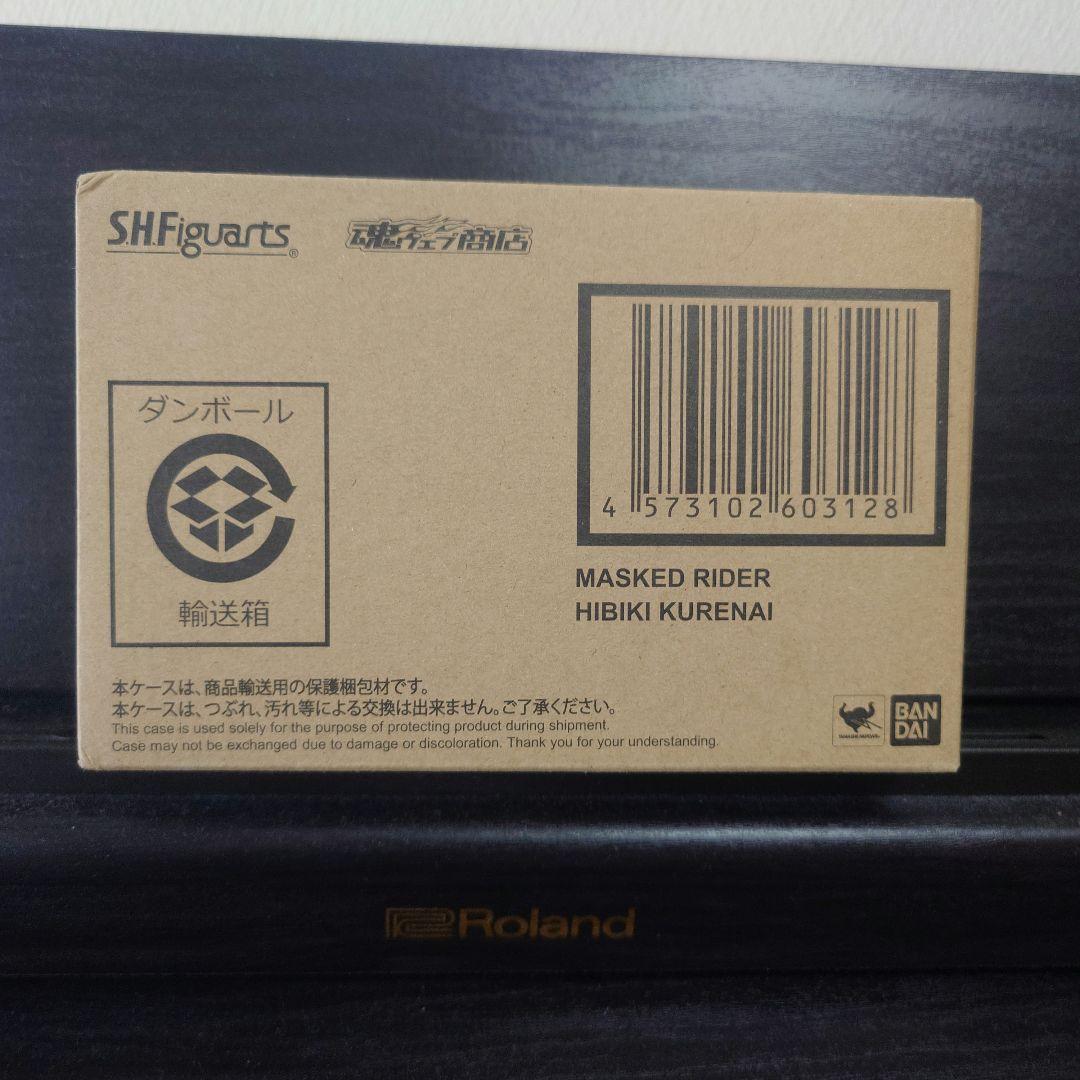 S.H.Figuarts®
魂ウェブ商店
ダンボール
輸送箱
4 573102 603128
MASKED RIDER
HIBIKI KURENAI
本ケースは、商品輸送用の保護梱包材です。
本ケースは、つぶれ、汚れ等による交換は出来ません。ご了承ください。
This case is used solely for the purpose of protecting product during shipment.
Case may not be exchanged due to damage or discoloration. Thank you for your understanding.
BAN
DAI
Roland